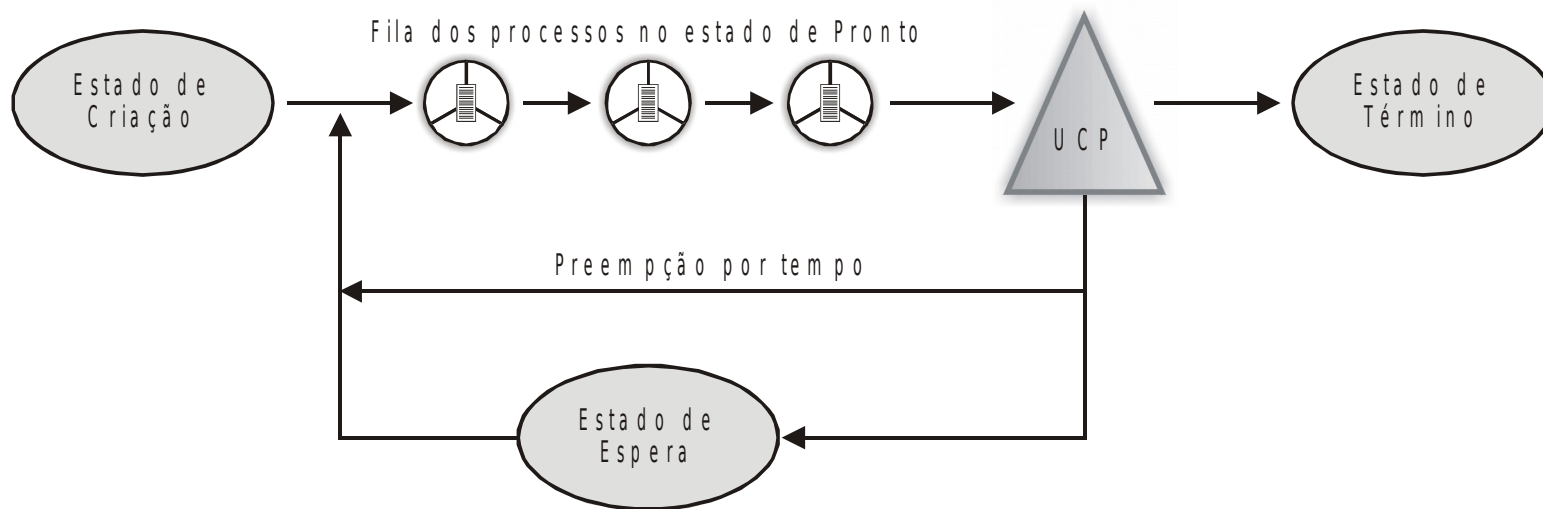 Fila dos processos no estado de Pronto
Estado de
Criação
UCP
Estado de
Término
Preempção por tempo
Estado de
Espera